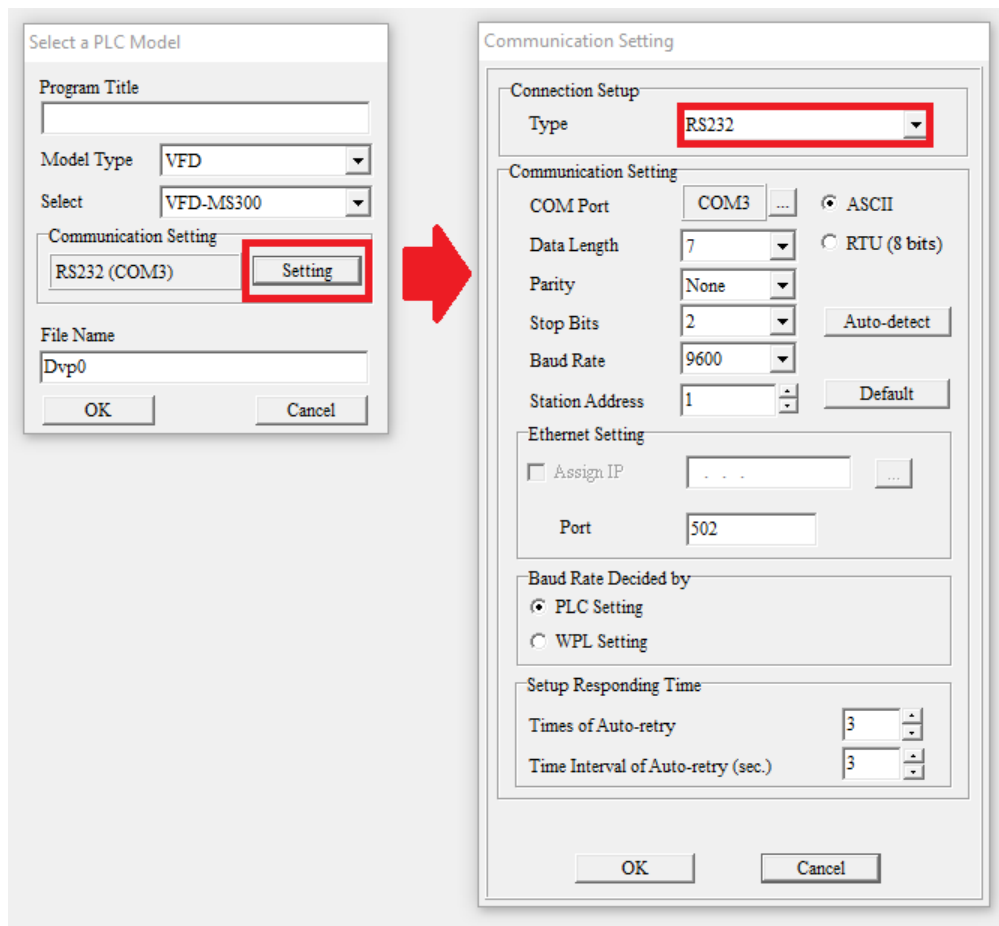 Select a PLC Model
Program Title
Model Type VFD
Select VFD-MS300
Communication Setting
RS232 (COM3) Setting
File Name
Dvp0
OK Cancel
Communication Setting
Connection Setup
Type RS232
Communication Setting
COM Port COM3 ... ASCII
Data Length 7 RTU (8 bits)
Parity None
Stop Bits 2 Auto-detect
Baud Rate 9600
Station Address 1 Default
Ethernet Setting
Assign IP . . . ...
Port 502
Baud Rate Decided by
PLC Setting
WPL Setting
Setup Responding Time
Times of Auto-retry 3
Time Interval of Auto-retry (sec.) 3
OK Cancel